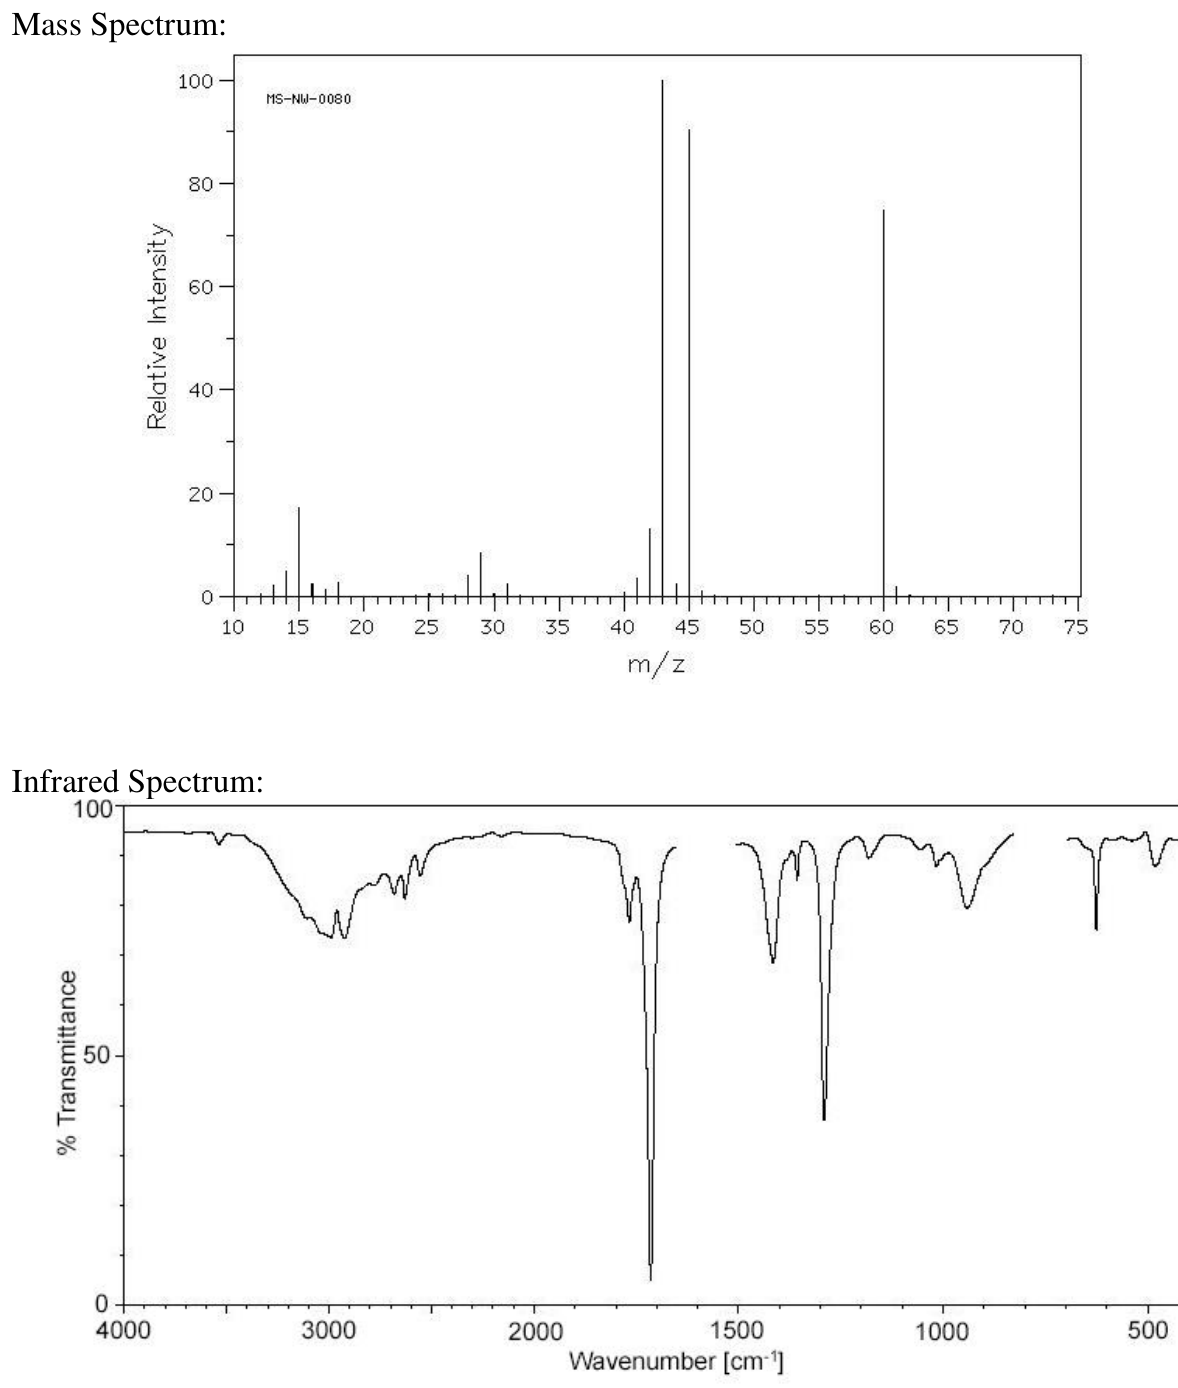 Mass Spectrum:
100
MS-NW-0080
80
60
40
20
0
Relative Intensity
10 15 20 25 30 35 40 45 50 55 60 65 70 75
m/z
Infrared Spectrum:
100
50
0
% Transmittance
4000 3000 2000 1500 1000 500
Wavenumber [cm⁻¹]